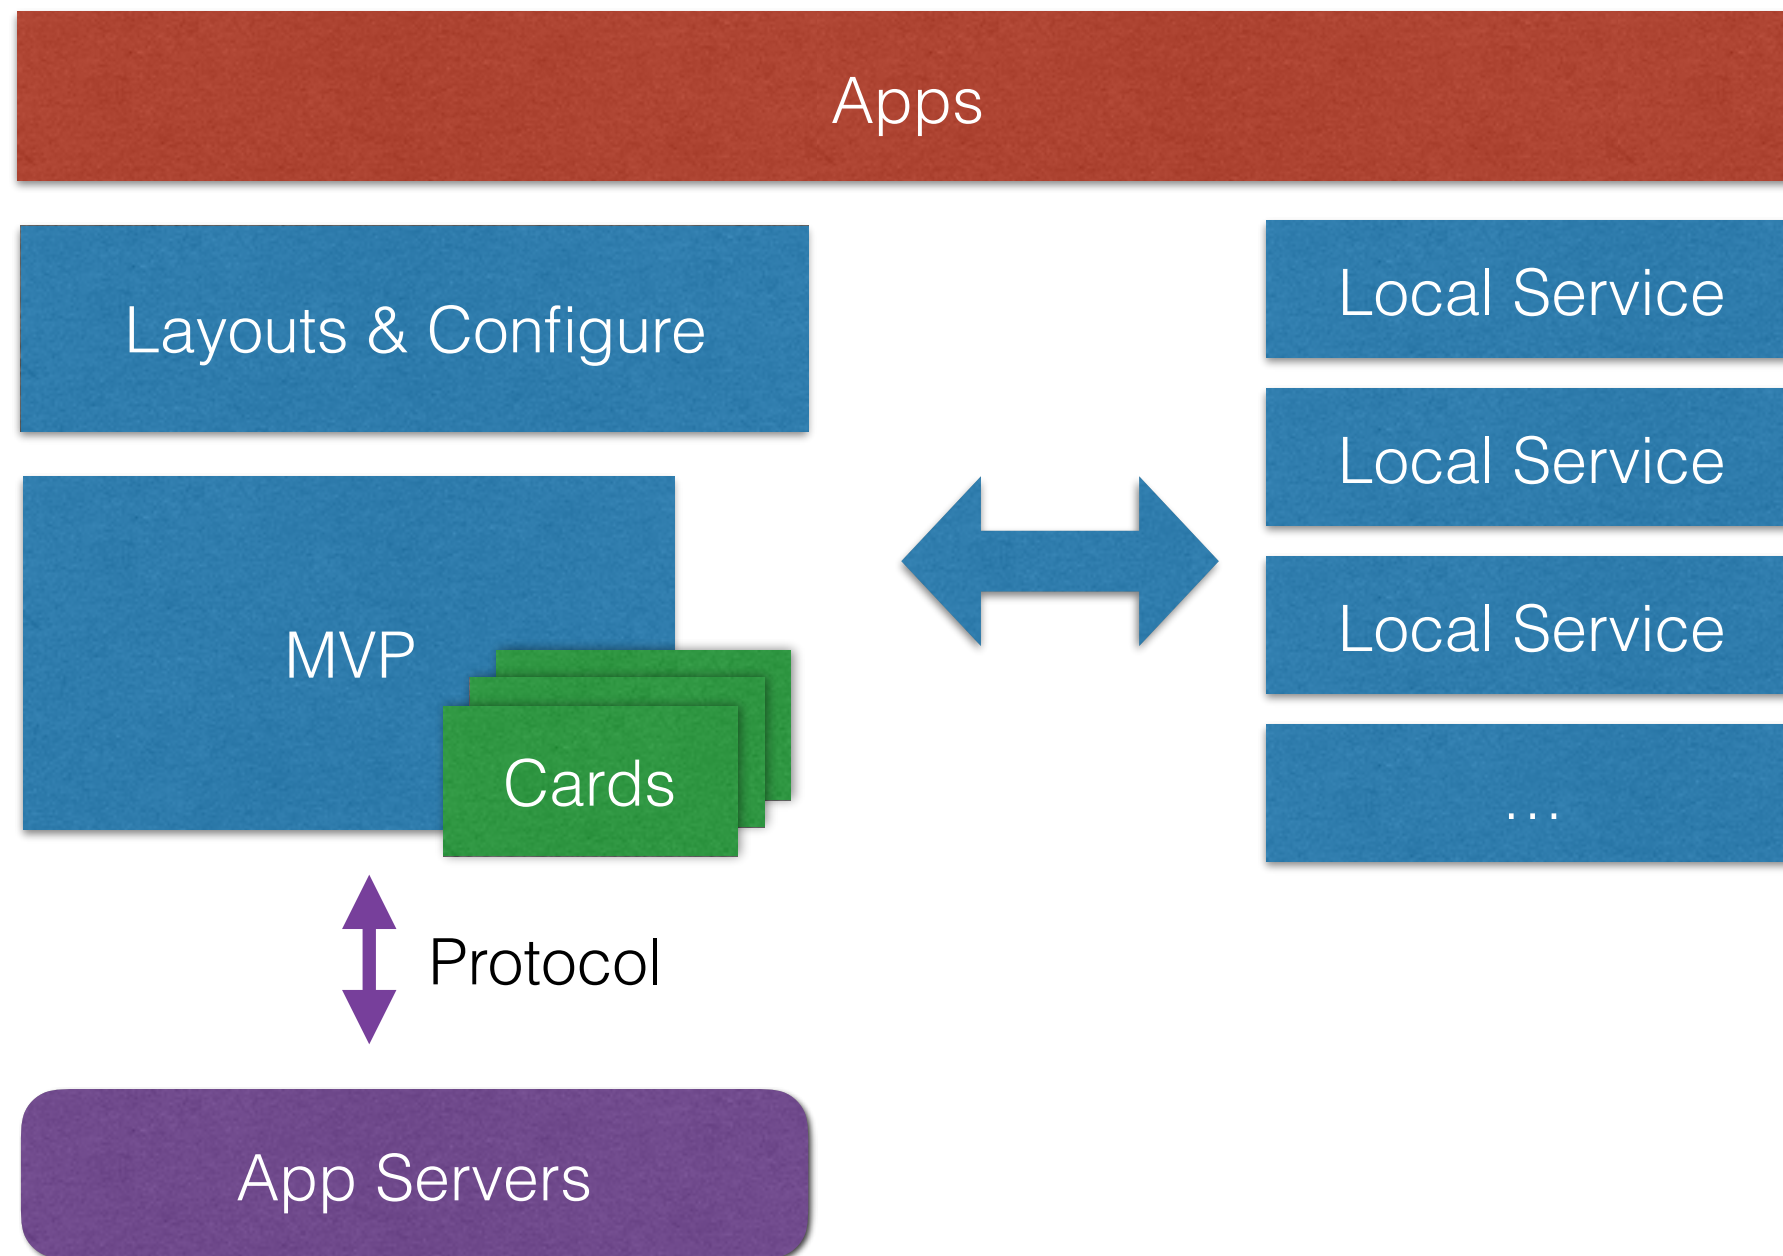 Apps
Layouts & Configure
MVP
Cards
Local Service
Local Service
Local Service
...
Protocol
App Servers